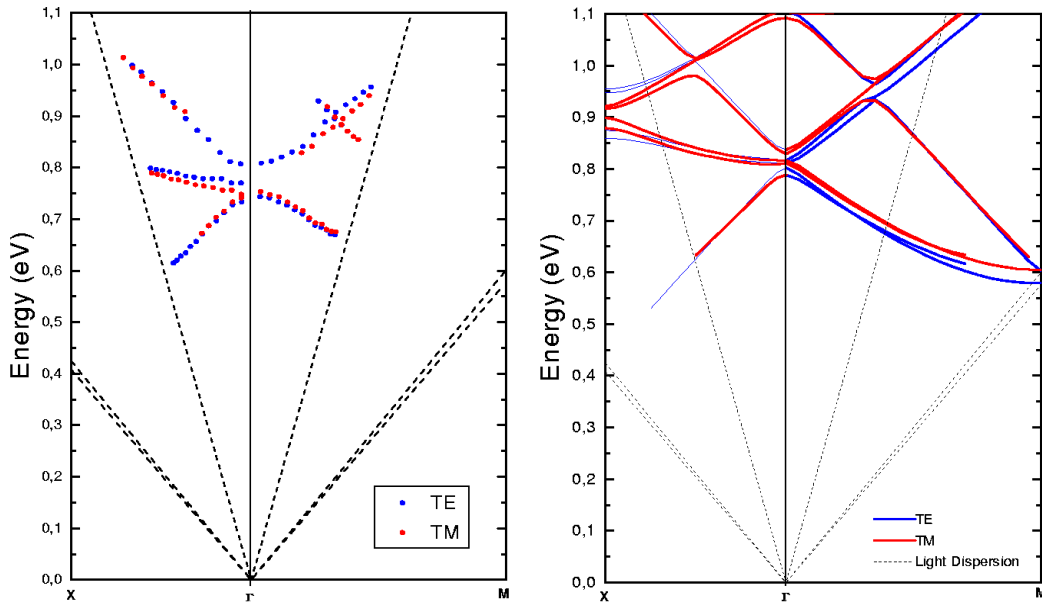 1,1
1,0
0,9
0,8
0,7
0,6
0,5
0,4
0,3
0,2
0,1
0,0
Energy (eV)
X
Γ
M
TE
TM
1,1
1,0
0,9
0,8
0,7
0,6
0,5
0,4
0,3
0,2
0,1
0,0
Energy (eV)
X
Γ
M
TE
TM
Light Dispersion